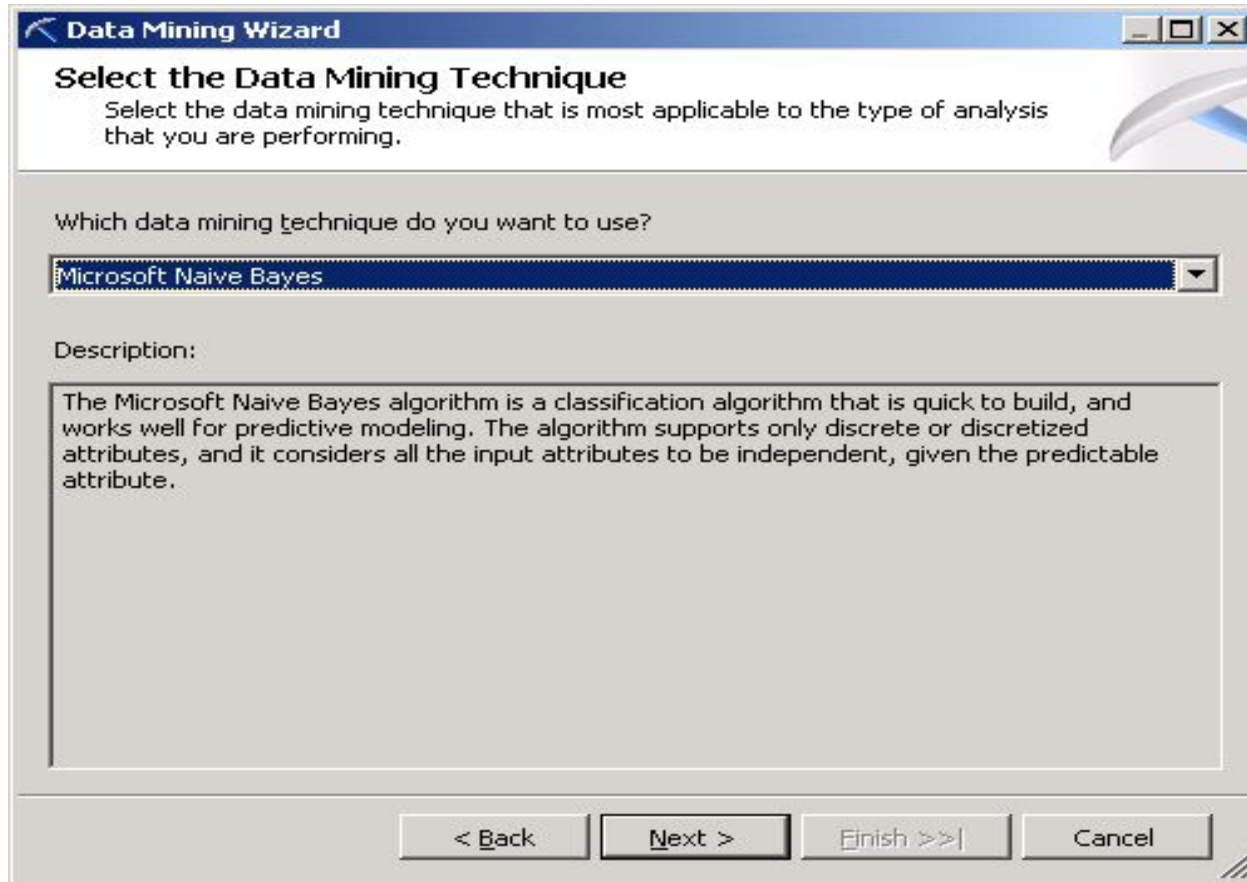 Data Mining Wizard
Select the Data Mining Technique
Select the data mining technique that is most applicable to the type of analysis
that you are performing.
Which data mining technique do you want to use?
Microsoft Naive Bayes
Description:
The Microsoft Naive Bayes algorithm is a classification algorithm that is quick to build, and
works well for predictive modeling. The algorithm supports only discrete or discretized
attributes, and it considers all the input attributes to be independent, given the predictable
attribute.
< Back
Next >
Finish >>|
Cancel